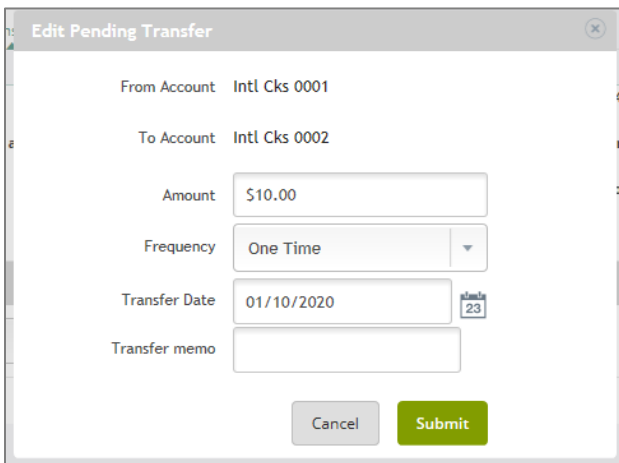 Edit Pending Transfer
From Account Intl Cks 0001
To Account Intl Cks 0002
Amount $10.00
Frequency One Time
Transfer Date 01/10/2020 23
Transfer memo
Cancel Submit